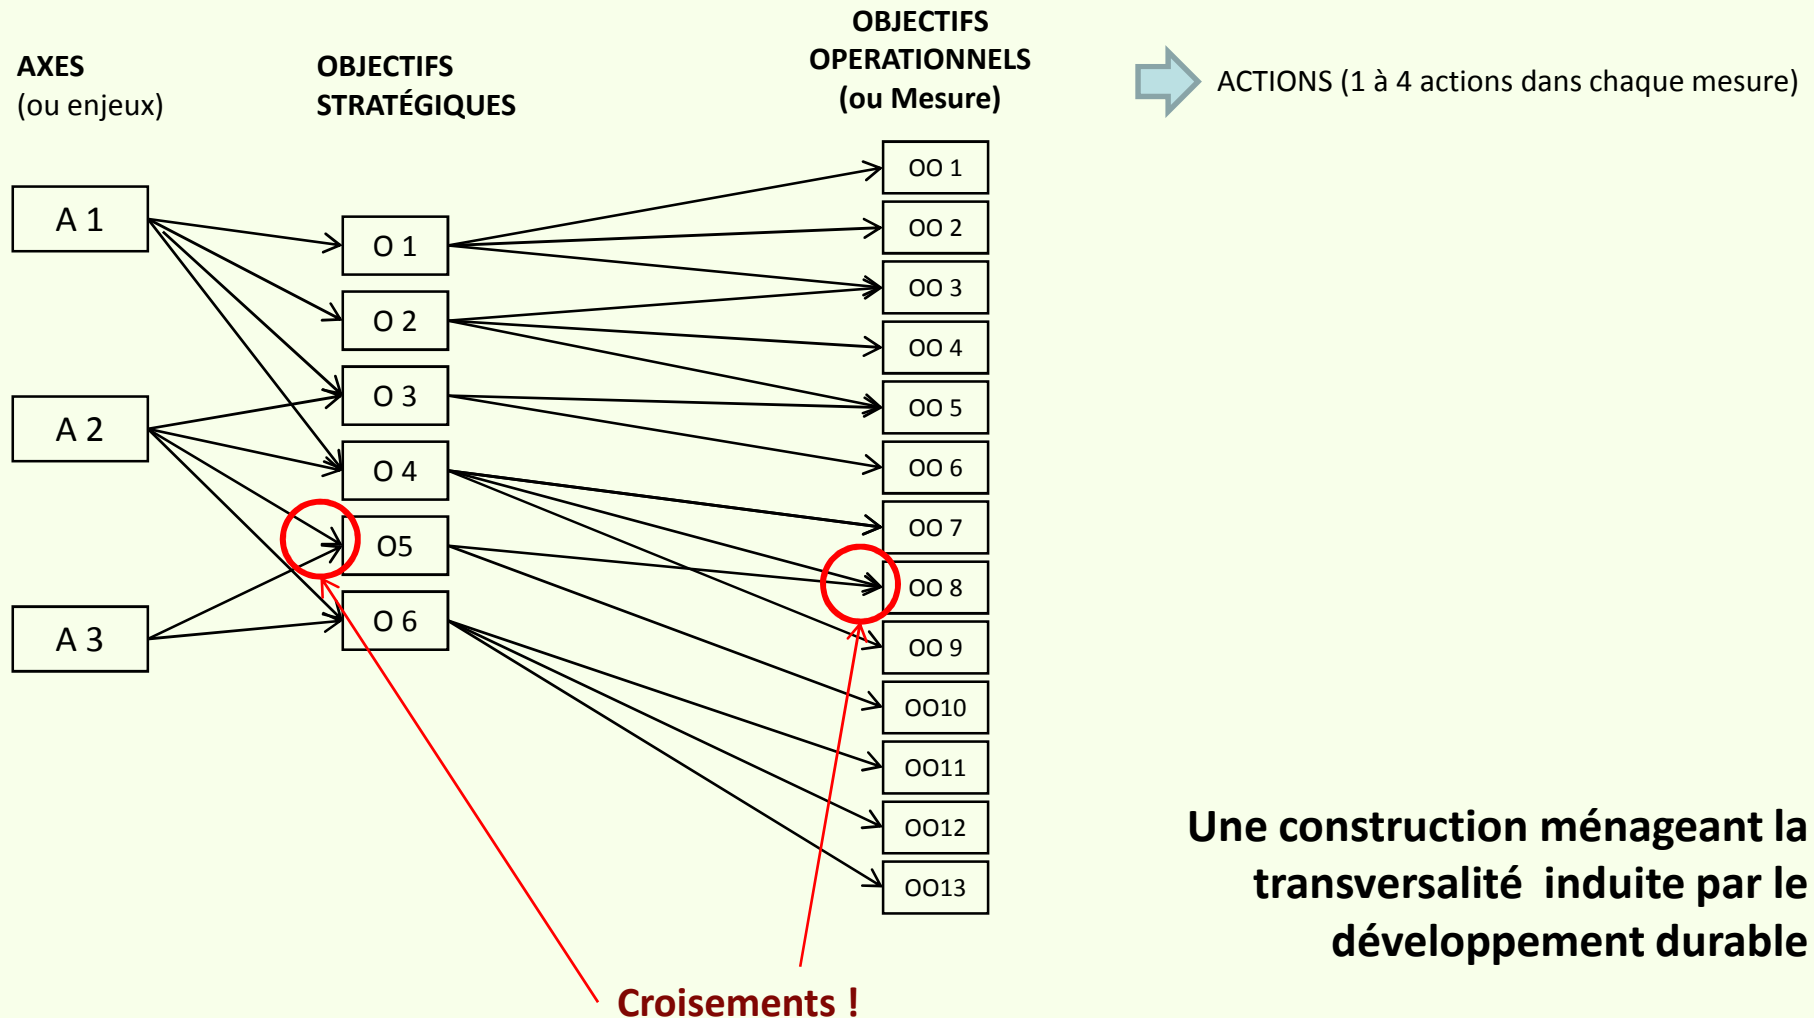 AXES
(ou enjeux)
OBJECTIFS
STRATÉGIQUES
OBJECTIFS
OPERATIONNELS
(ou Mesure)
ACTIONS (1 à 4 actions dans chaque mesure)
A 1
A 2
A 3
O 1
O 2
O 3
O 4
O5
O 6
OO 1
OO 2
OO 3
OO 4
OO 5
OO 6
OO 7
OO 8
OO 9
OO10
OO11
OO12
OO13
Une construction ménageant la
transversalité induite par le
développement durable
Croisements !